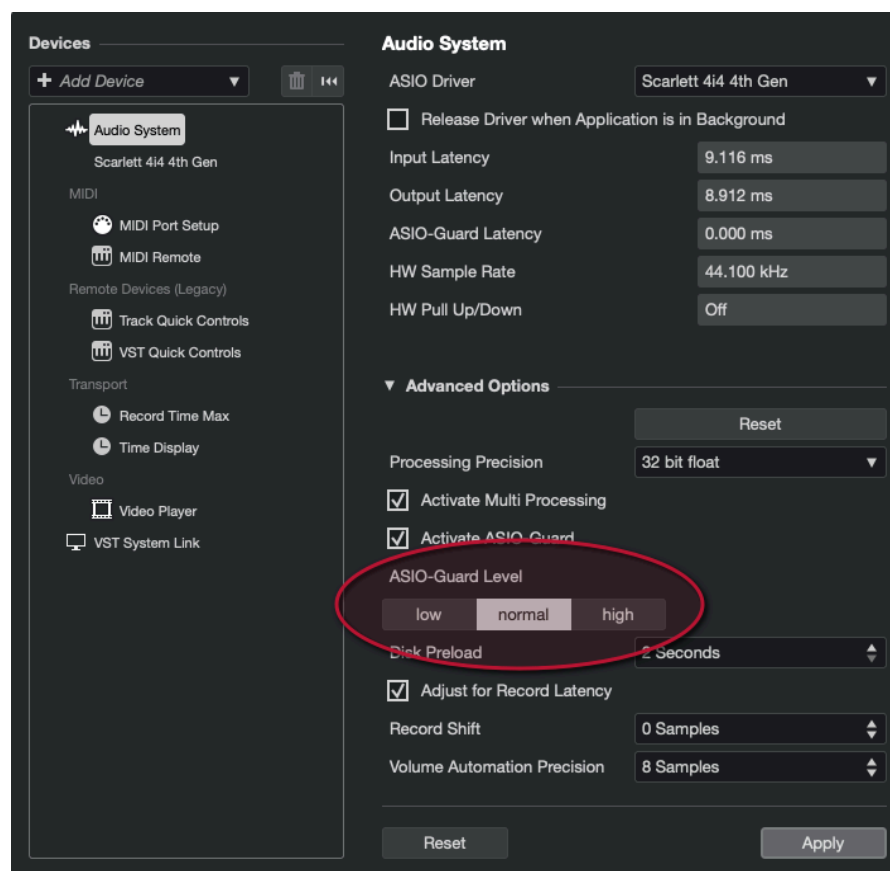 Devices
Add Device
Audio System
Scarlett 4i4 4th Gen
MIDI
MIDI Port Setup
MIDI Remote
Remote Devices (Legacy)
Track Quick Controls
VST Quick Controls
Transport
Record Time Max
Time Display
Video
Video Player
VST System Link
Audio System
ASIO Driver Scarlett 4i4 4th Gen
Release Driver when Application is in Background
Input Latency 9.116 ms
Output Latency 8.912 ms
ASIO-Guard Latency 0.000 ms
HW Sample Rate 44.100 kHz
HW Pull Up/Down Off
Advanced Options
Reset
Processing Precision 32 bit float
Activate Multi Processing
Activate ASIO-Guard
ASIO-Guard Level
low normal high
Disk Preload 2 Seconds
Adjust for Record Latency
Record Shift 0 Samples
Volume Automation Precision 8 Samples
Reset Apply